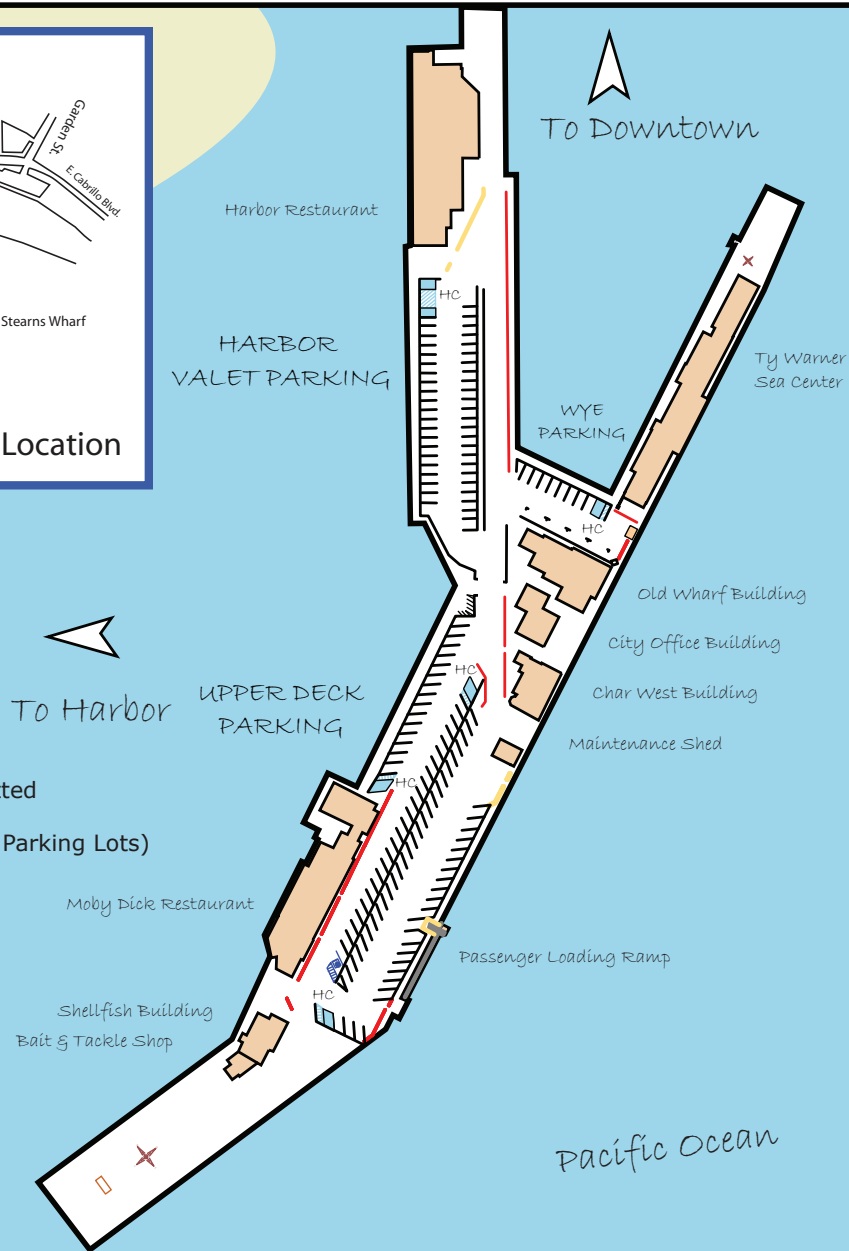 Garden St.
E. Cabrillo Blvd.
Stearns Wharf
Location
To Downtown
Harbor Restaurant
HC
HARBOR
VALET PARKING
Ty Warner
Sea Center
WYE
PARKING
HC
Old Wharf Building
City Office Building
Char West Building
Maintenance Shed
To Harbor
UPPER DECK
PARKING
HC
HC
Parking Lots)
Moby Dick Restaurant
Passenger Loading Ramp
HC
Shellfish Building
Bait & Tackle Shop
Pacific Ocean